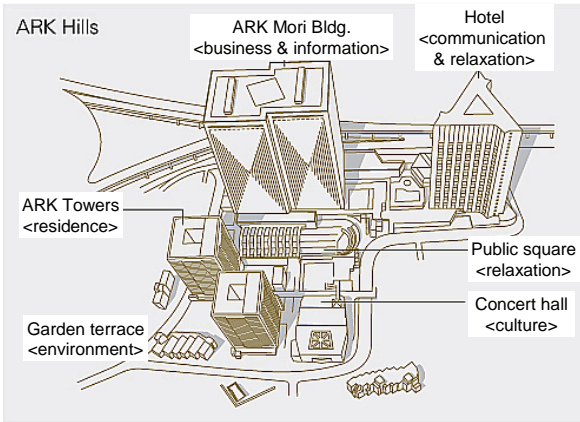 ARK Hills
ARK Mori Bldg.
<business & information>
Hotel
<communication
& relaxation>
ARK Towers
<residence>
Public square
<relaxation>
Concert hall
<culture>
Garden terrace
<environment>